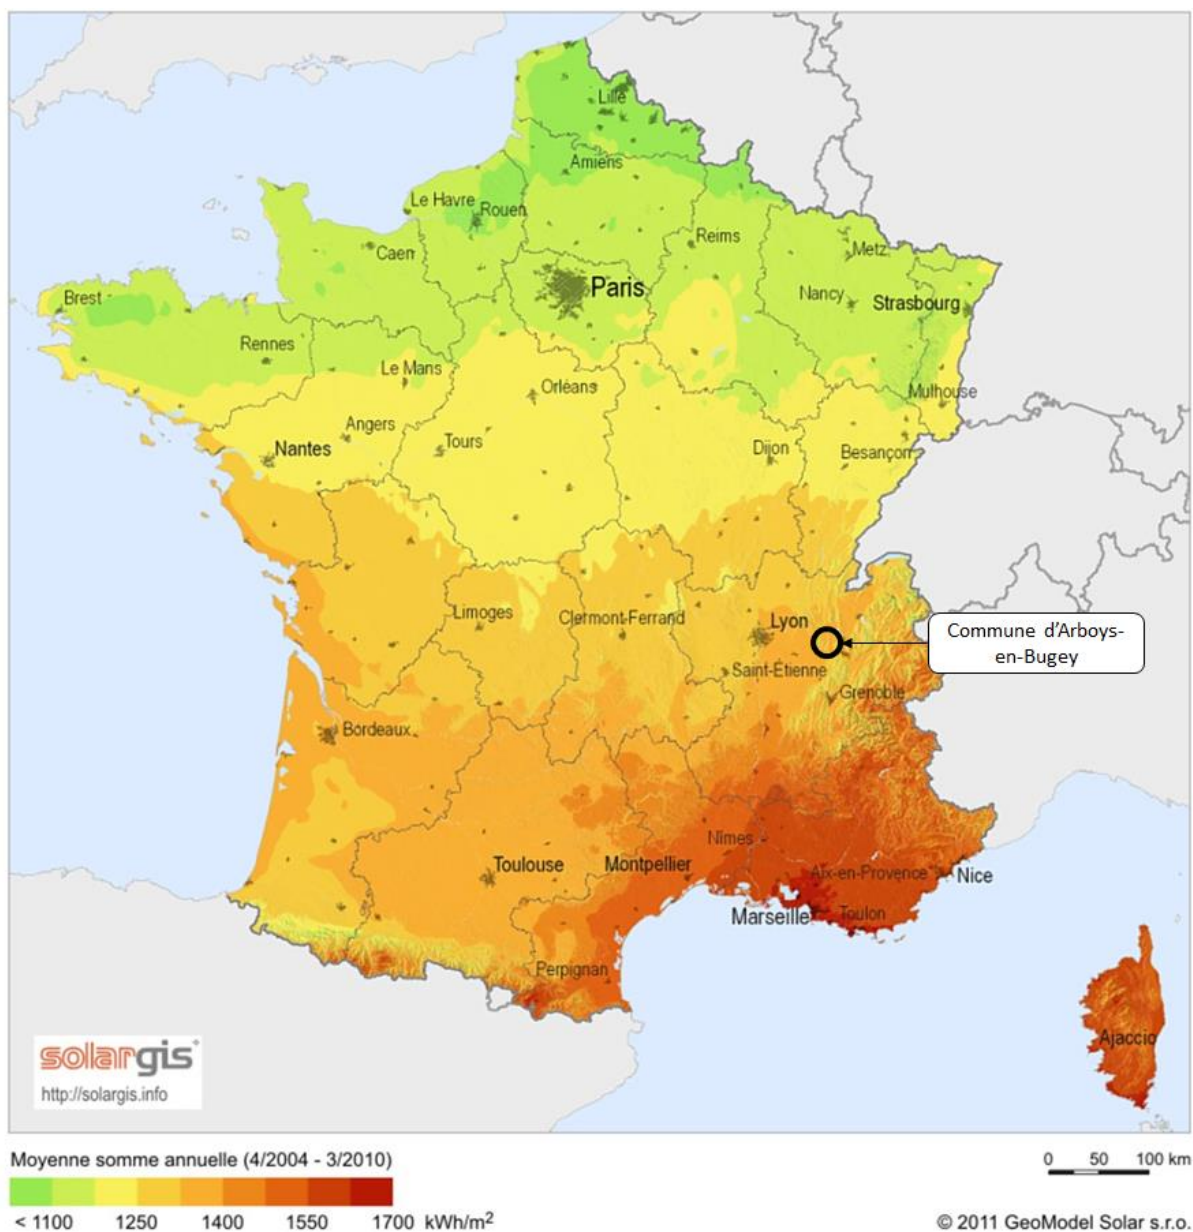 Lille
Amiens
Le Havre
Rouen
Reims
Caen
Metz
Paris
Brest
Nancy
Strasbourg
Rennes
Le Mans
Orléans
Mulhouse
Angers
Nantes
Tours
Dijon
Besançon
Limoges
Clermont-Ferrand
Lyon
Commune d'Arboys-
en-Bugey
Saint-Étienne
Grenoble
Bordeaux
Nîmes
Toulouse
Montpellier
Aix-en-Provence
Nice
Marseille
Toulon
Perpignan
Ajaccio
solargis
http://solargis.info
Moyenne somme annuelle (4/2004 - 3/2010)
0 50 100 km
< 1100 1250 1400 1550 1700 kWh/m²
© 2011 GeoModel Solar s.r.o